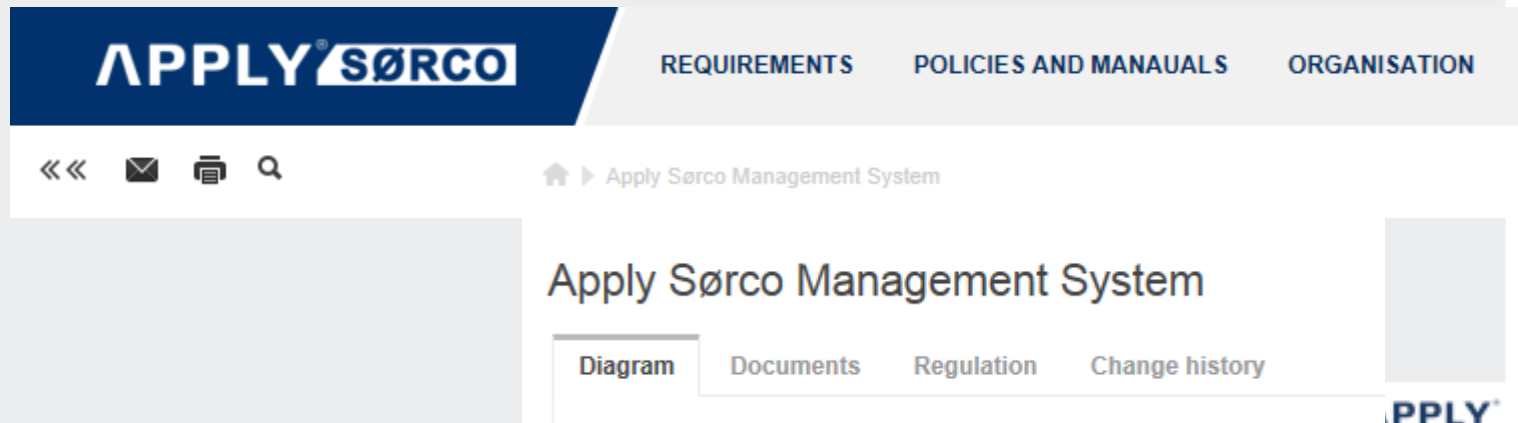 APPLY® SØRCO
REQUIREMENTS POLICIES AND MANAUALS ORGANISATION
Apply Sørco Management System
Apply Sørco Management System
Diagram Documents Regulation Change history
PPLY®